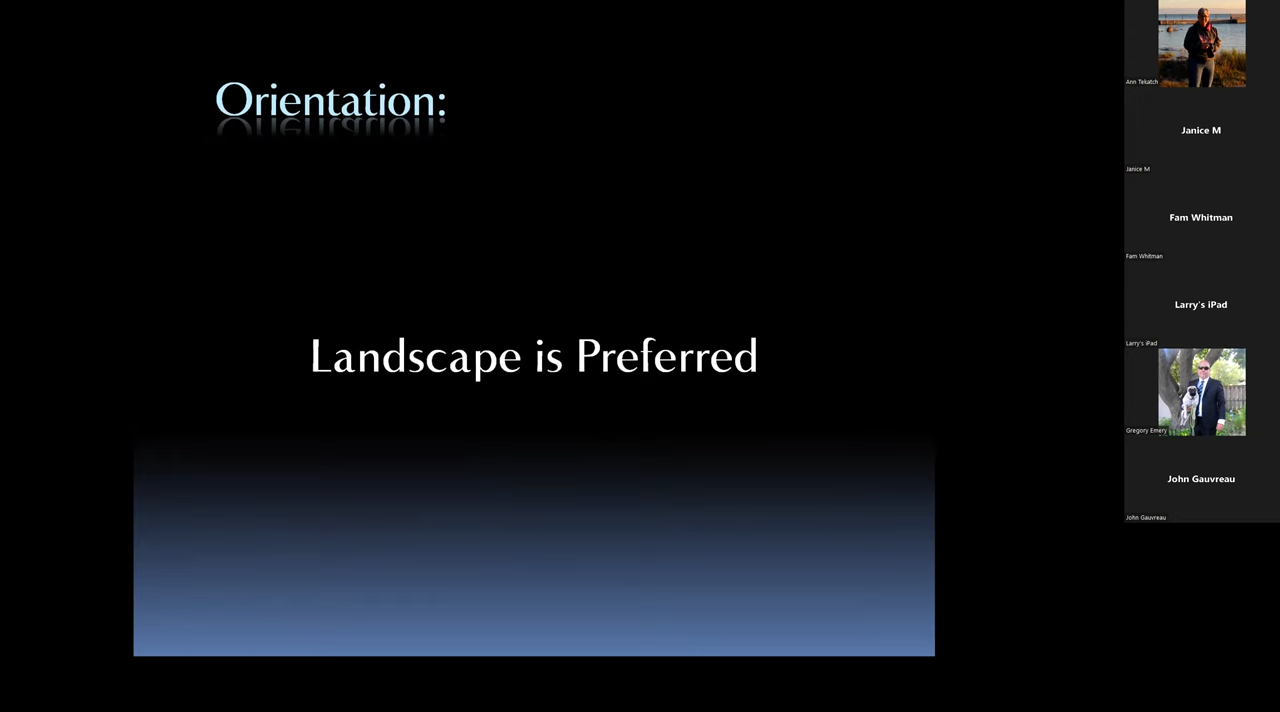 Orientation:
Landscape is Preferred
Ann Tekatch
Janice M
Janice M
Fam Whitman
Fam Whitman
Larry's iPad
Larry's iPad
Gregory Emery
John Gauvreau
John Gauvreau